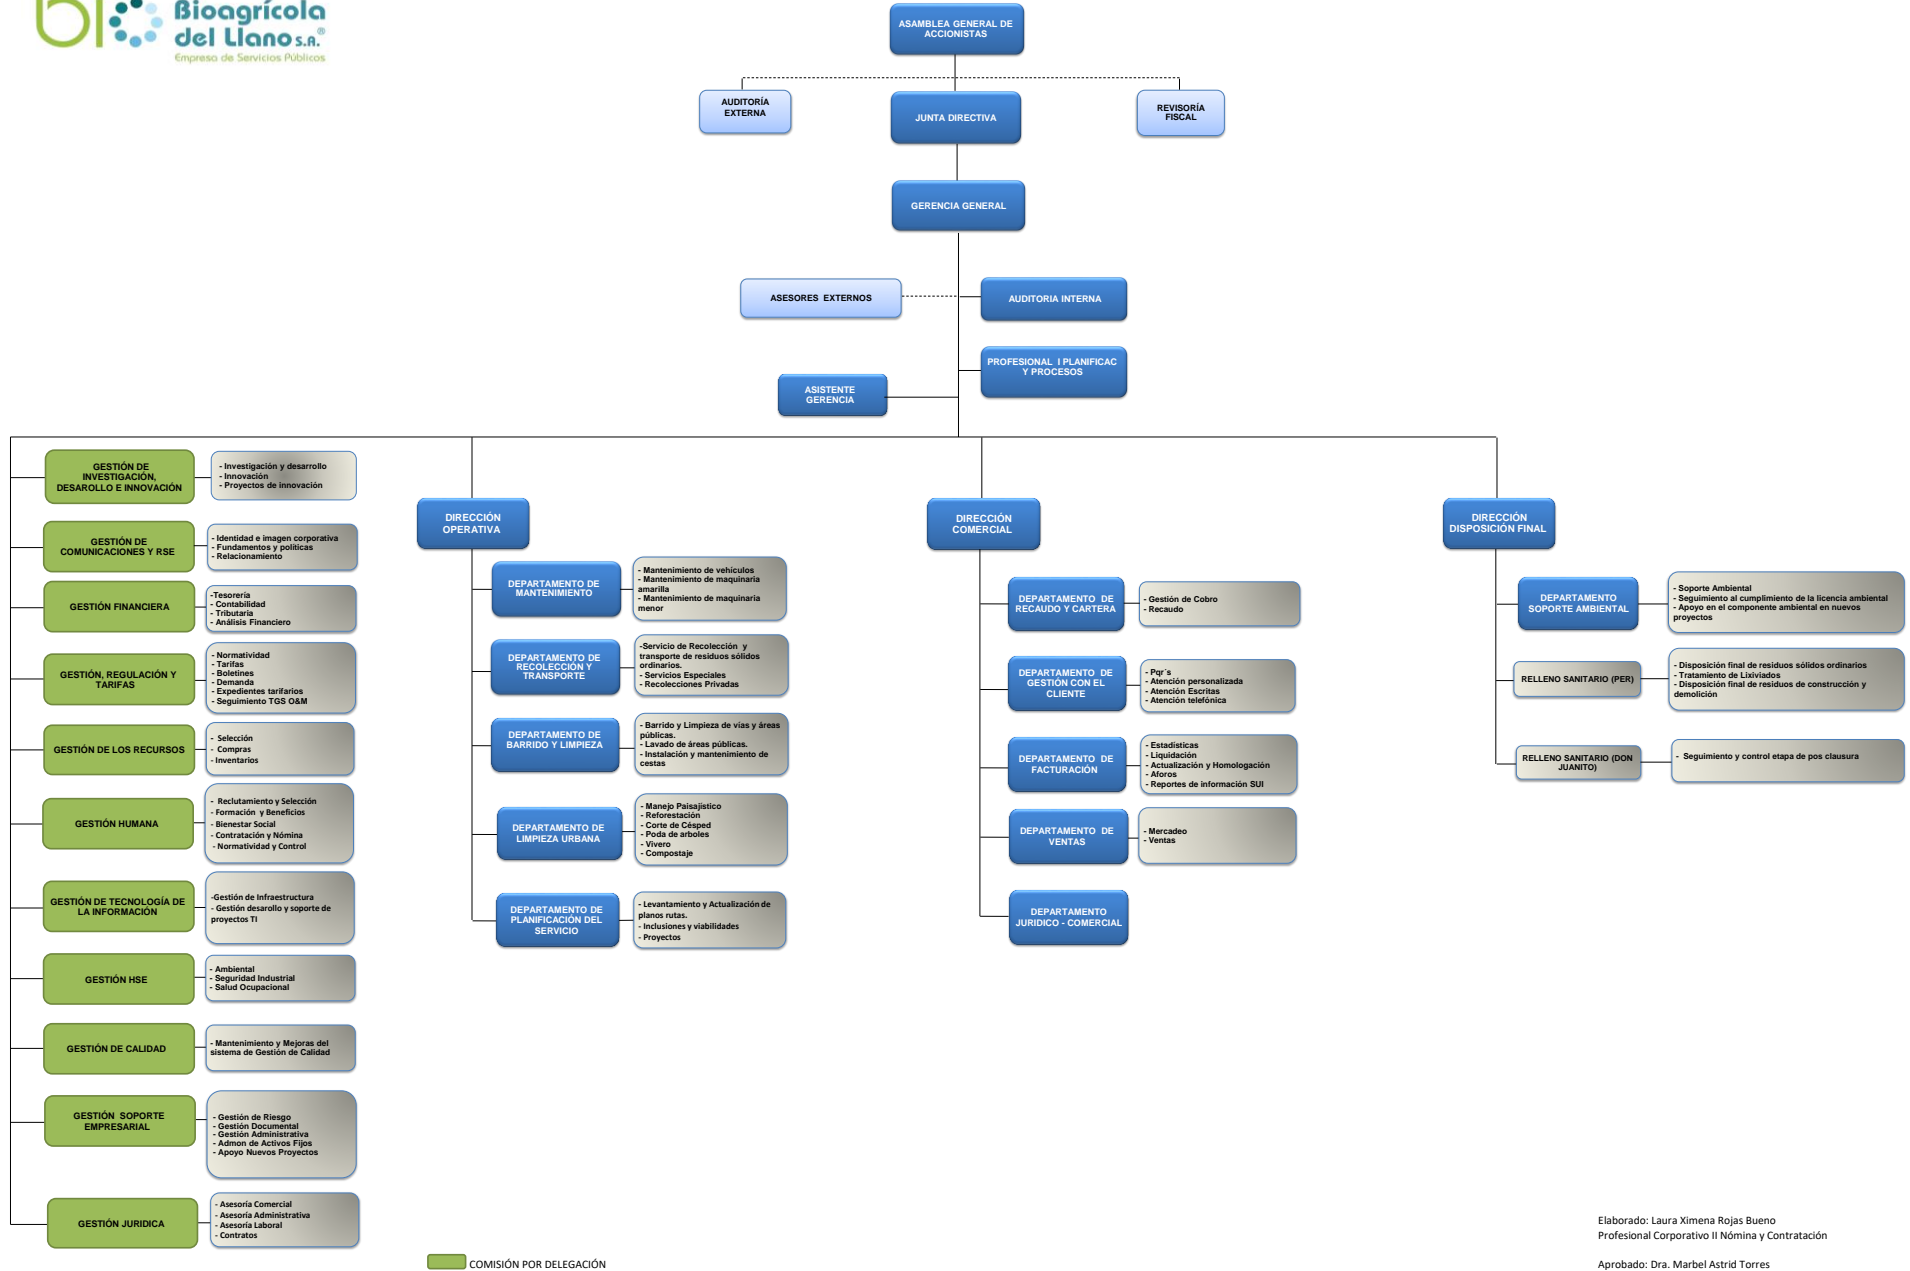 Bioagrícola
del Llano S.A.®
Empresa de Servicios Públicos
ASAMBLEA GENERAL DE
ACCIONISTAS
AUDITORÍA
EXTERNA
JUNTA DIRECTIVA
REVISORÍA
FISCAL
GERENCIA GENERAL
ASESORES EXTERNOS
AUDITORIA INTERNA
PROFESIONAL I PLANIFICAC
Y PROCESOS
ASISTENTE
GERENCIA
GESTIÓN DE
INVESTIGACIÓN,
DESAROLLO E INNOVACIÓN
- Investigación y desarrollo
- Innovación
- Proyectos de innovación
GESTIÓN DE
COMUNICACIONES Y RSE
- Identidad e imagen corporativa
- Fundamentos y políticas
- Relacionamiento
GESTIÓN FINANCIERA
-Tesorería
- Contabilidad
- Tributaría
- Análisis Financiero
GESTIÓN, REGULACIÓN Y
TARIFAS
- Normatividad
- Tarifas
- Boletines
- Demanda
- Expedientes tarifarios
- Seguimiento TGS O&M
GESTIÓN DE LOS RECURSOS
- Selección
- Compras
- Inventarios
GESTIÓN HUMANA
- Reclutamiento y Selección
- Formación y Beneficios
- Bienestar Social
- Contratación y Nómina
- Normatividad y Control
GESTIÓN DE TECNOLOGÍA DE
LA INFORMACIÓN
-Gestión de Infraestructura
- Gestión desarollo y soporte de
proyectos TI
GESTIÓN HSE
- Ambiental
- Seguridad Industrial
- Salud Ocupacional
GESTIÓN DE CALIDAD
- Mantenimiento y Mejoras del
sistema de Gestión de Calidad
GESTIÓN SOPORTE
EMPRESARIAL
- Gestión de Riesgo
- Gestión Documental
- Gestión Administrativa
- Admon de Activos Fijos
- Apoyo Nuevos Proyectos
GESTIÓN JURIDICA
- Asesoría Comercial
- Asesoría Administrativa
- Asesoría Laboral
- Contratos
DIRECCIÓN
OPERATIVA
DEPARTAMENTO DE
MANTENIMIENTO
- Mantenimiento de vehículos
- Mantenimiento de maquinaria
amarilla
- Mantenimiento de maquinaria
menor
DEPARTAMENTO DE
RECOLECCIÓN Y
TRANSPORTE
-Servicio de Recolección y
transporte de residuos sólidos
ordinarios.
- Servicios Especiales
- Recolecciones Privadas
DEPARTAMENTO DE
BARRIDO Y LIMPIEZA
- Barrido y Limpieza de vías y áreas
públicas.
- Lavado de áreas públicas.
- Instalación y mantenimiento de
cestas
DEPARTAMENTO DE
LIMPIEZA URBANA
- Manejo Paisajístico
- Reforestación
- Corte de Césped
- Poda de arboles
- Vivero
- Compostaje
DEPARTAMENTO DE
PLANIFICACIÓN DEL
SERVICIO
- Levantamiento y Actualización de
planos rutas.
- Inclusiones y viabilidades
- Proyectos
DIRECCIÓN
COMERCIAL
DEPARTAMENTO DE
RECAUDO Y CARTERA
- Gestión de Cobro
- Recaudo
DEPARTAMENTO DE
GESTIÓN CON EL
CLIENTE
- Pqr´s
- Atención personalizada
- Atención Escritas
- Atención telefónica
DEPARTAMENTO DE
FACTURACIÓN
- Estadísticas
- Liquidación
- Actualización y Homologación
- Aforos
- Reportes de información SUI
DEPARTAMENTO DE
VENTAS
- Mercadeo
- Ventas
DEPARTAMENTO
JURIDICO - COMERCIAL
DIRECCIÓN
DISPOSICIÓN FINAL
DEPARTAMENTO
SOPORTE AMBIENTAL
- Soporte Ambiental
- Seguimiento al cumplimiento de la licencia ambiental
- Apoyo en el componente ambiental en nuevos
proyectos
RELLENO SANITARIO (PER)
- Disposición final de residuos sólidos ordinarios
- Tratamiento de Lixiviados
- Disposición final de residuos de construcción y
demolición
RELLENO SANITARIO (DON
JUANITO)
- Seguimiento y control etapa de pos clausura
COMISIÓN POR DELEGACIÓN
Elaborado: Laura Ximena Rojas Bueno
Profesional Corporativo II Nómina y Contratación
Aprobado: Dra. Marbel Astrid Torres